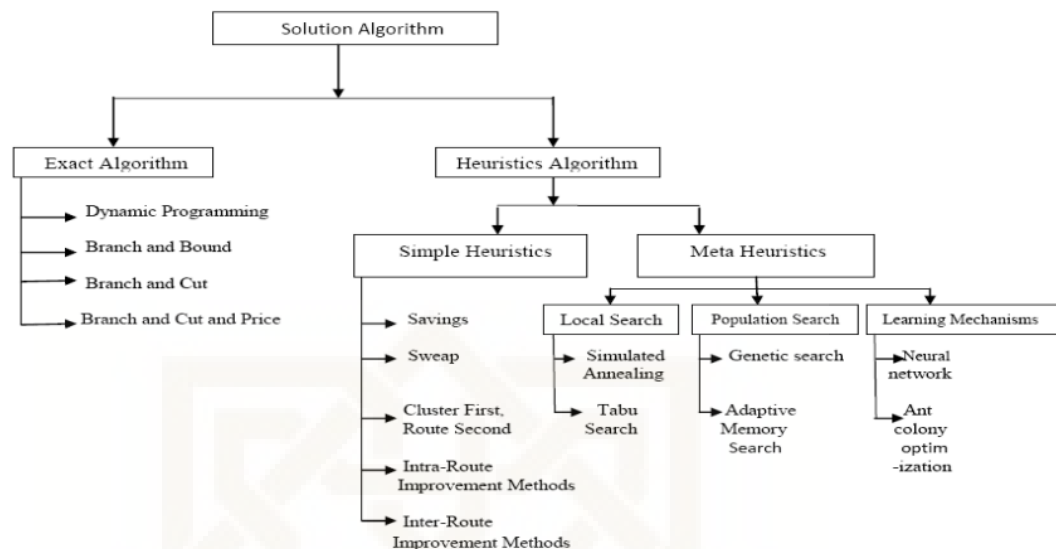 Solution Algorithm
Exact Algorithm
Heuristics Algorithm
Dynamic Programming
Branch and Bound
Branch and Cut
Branch and Cut and Price
Simple Heuristics
Meta Heuristics
Savings
Sweap
Cluster First,
Route Second
Intra-Route
Improvement Methods
Inter-Route
Improvement Methods
Local Search
Population Search
Learning Mechanisms
Simulated
Annealing
Tabu
Search
Genetic search
Adaptive
Memory
Search
Neural
network
Ant
colony
optim
-ization